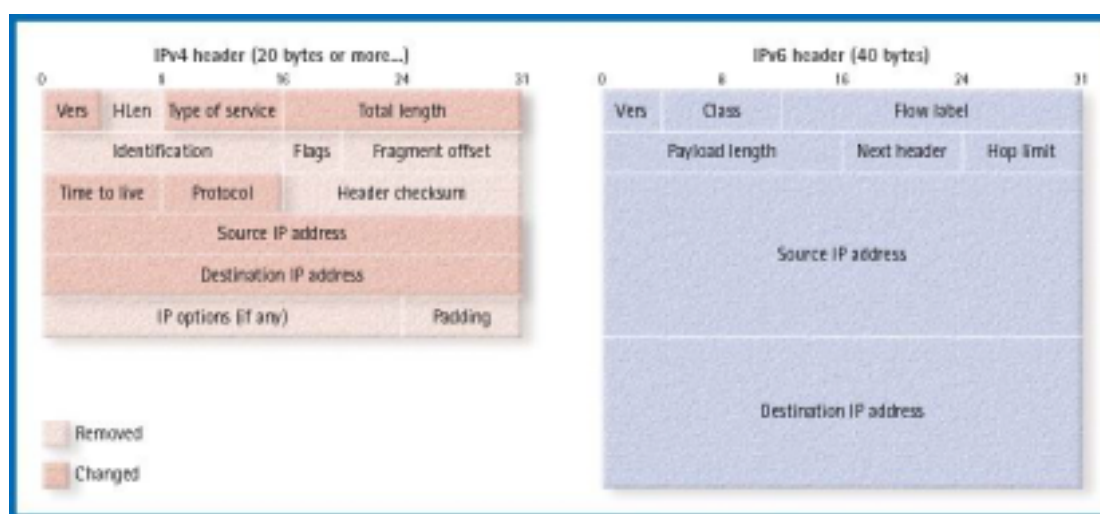 IPv4 header (20 bytes or more...)
0 8 16 24 31
Vers HLen Type of service Total length
Identification Flags Fragment offset
Time to live Protocol Header checksum
Source IP address
Destination IP address
IP options (if any) Padding
Removed
Changed
IPv6 header (40 bytes)
0 8 16 24 31
Vers Class Flow label
Payload length Next header Hop limit
Source IP address
Destination IP address